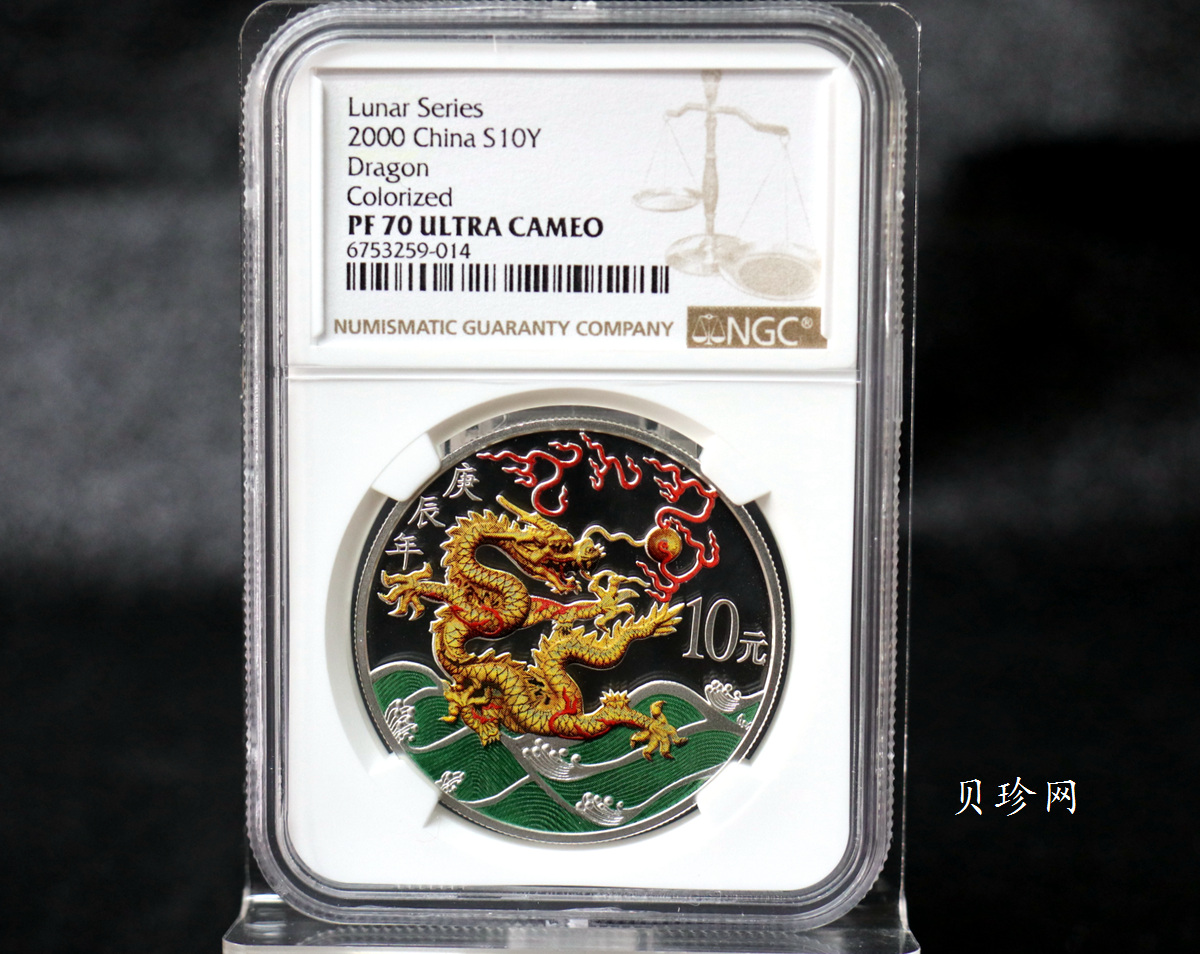 Lunar Series
2000 China S10Y
Dragon
Colorized
PF 70 ULTRA CAMEO
6753259-014
NUMISMATIC GUARANTY COMPANY
NGC®
庚辰年
10元
贝珍网